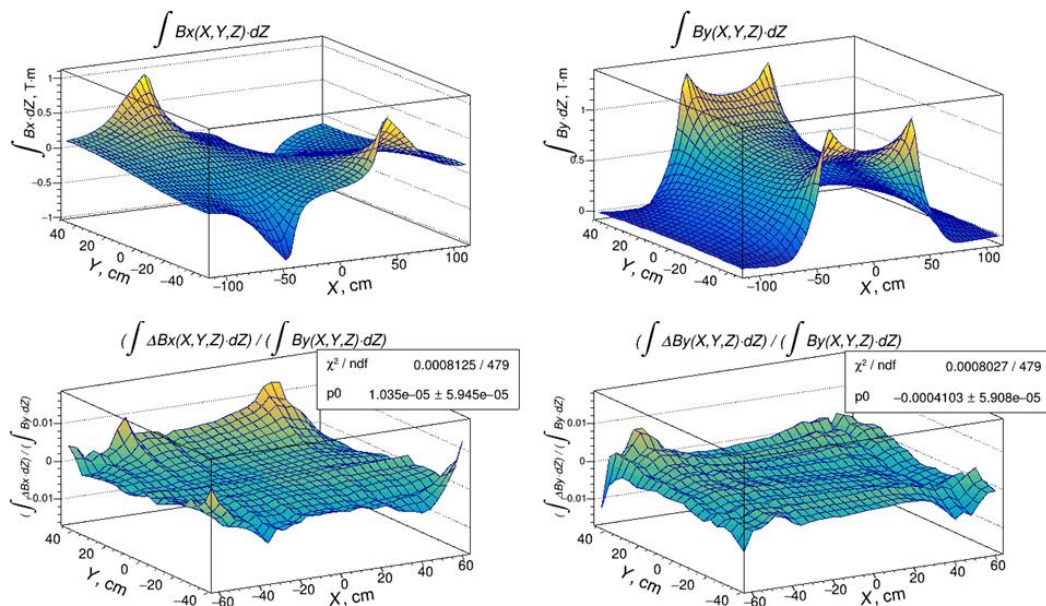 ∫ Bx(X,Y,Z)·dZ
∫ Bx·dZ, T·m
1
0.5
0
−0.5
−1
40
20
0
−20
−40
Y, cm
−100
−50
0
50
100
X, cm
∫ By(X,Y,Z)·dZ
∫ By·dZ, T·m
1
0.5
0
40
20
0
−20
−40
Y, cm
−100
−50
0
50
100
X, cm
(∫ ΔBx(X,Y,Z)·dZ) / (∫ By(X,Y,Z)·dZ)
χ² / ndf 0.0008125 / 479
p0 1.035e−05 ± 5.945e−05
(∫ ΔBx·dZ) / (∫ By·dZ)
0.01
0
−0.01
40
20
0
−20
−40
Y, cm
−60
−40
−20
0
20
40
60
X, cm
(∫ ΔBy(X,Y,Z)·dZ) / (∫ By(X,Y,Z)·dZ)
χ² / ndf 0.0008027 / 479
p0 −0.0004103 ± 5.908e−05
(∫ ΔBy·dZ) / (∫ By·dZ)
0.01
0
−0.01
40
20
0
−20
−40
Y, cm
−60
−40
−20
0
20
40
60
X, cm